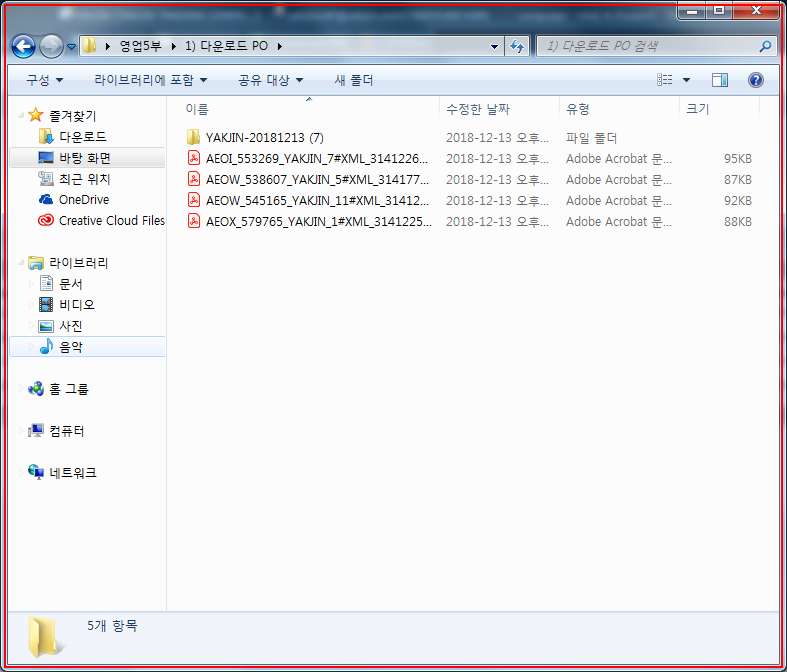 영업5부 1) 다운로드 PO
1) 다운로드 PO 검색
구성 라이브러리에 포함 공유 대상 새 폴더
즐겨찾기
다운로드
바탕 화면
최근 위치
OneDrive
Creative Cloud Files
라이브러리
문서
비디오
사진
음악
홈 그룹
컴퓨터
네트워크
이름 수정한 날짜 유형 크기
YAKJIN-20181213 (7) 2018-12-13 오후... 파일 폴더
AEOI_553269_YAKJIN_7#XML_3141226... 2018-12-13 오후... Adobe Acrobat 문... 95KB
AEOW_538607_YAKJIN_5#XML_314177... 2018-12-13 오후... Adobe Acrobat 문... 87KB
AEOW_545165_YAKJIN_11#XML_31412... 2018-12-13 오후... Adobe Acrobat 문... 92KB
AEOX_579765_YAKJIN_1#XML_3141225... 2018-12-13 오후... Adobe Acrobat 문... 88KB
5개 항목